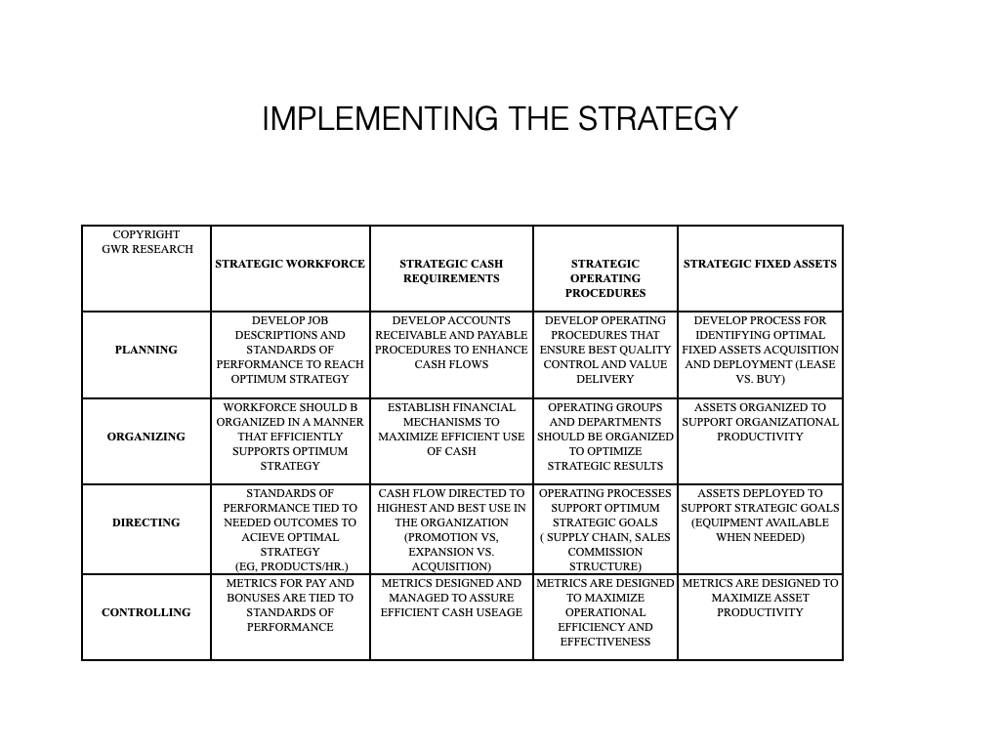 IMPLEMENTING THE STRATEGY
COPYRIGHT
GWR RESEARCH
STRATEGIC WORKFORCE
STRATEGIC CASH
REQUIREMENTS
STRATEGIC
OPERATING
PROCEDURES
STRATEGIC FIXED ASSETS
PLANNING
DEVELOP JOB
DESCRIPTIONS AND
STANDARDS OF
PERFORMANCE TO REACH
OPTIMUM STRATEGY
DEVELOP ACCOUNTS
RECEIVABLE AND PAYABLE
PROCEDURES TO ENHANCE
CASH FLOWS
DEVELOP OPERATING
PROCEDURES THAT
ENSURE BEST QUALITY
CONTROL AND VALUE
DELIVERY
DEVELOP PROCESS FOR
IDENTIFYING OPTIMAL
FIXED ASSETS ACQUISITION
AND DEPLOYMENT (LEASE
VS. BUY)
ORGANIZING
WORKFORCE SHOULD B
ORGANIZED IN A MANNER
THAT EFFICIENTLY
SUPPORTS OPTIMUM
STRATEGY
ESTABLISH FINANCIAL
MECHANISMS TO
MAXIMIZE EFFICIENT USE
OF CASH
OPERATING GROUPS
AND DEPARTMENTS
SHOULD BE ORGANIZED
TO OPTIMIZE
STRATEGIC RESULTS
ASSETS ORGANIZED TO
SUPPORT ORGANIZATIONAL
PRODUCTIVITY
DIRECTING
STANDARDS OF
PERFORMANCE TIED TO
NEEDED OUTCOMES TO
ACIEVE OPTIMAL
STRATEGY
(EG, PRODUCTS/HR.)
CASH FLOW DIRECTED TO
HIGHEST AND BEST USE IN
THE ORGANIZATION
(PROMOTION VS,
EXPANSION VS.
ACQUISITION)
OPERATING PROCESSES
SUPPORT OPTIMUM
STRATEGIC GOALS
( SUPPLY CHAIN, SALES
COMMISSION
STRUCTURE)
ASSETS DEPLOYED TO
SUPPORT STRATEGIC GOALS
(EQUIPMENT AVAILABLE
WHEN NEEDED)
CONTROLLING
METRICS FOR PAY AND
BONUSES ARE TIED TO
STANDARDS OF
PERFORMANCE
METRICS DESIGNED AND
MANAGED TO ASSURE
EFFICIENT CASH USEAGE
METRICS ARE DESIGNED
TO MAXIMIZE
OPERATIONAL
EFFICIENCY AND
EFFECTIVENESS
METRICS ARE DESIGNED TO
MAXIMIZE ASSET
PRODUCTIVITY